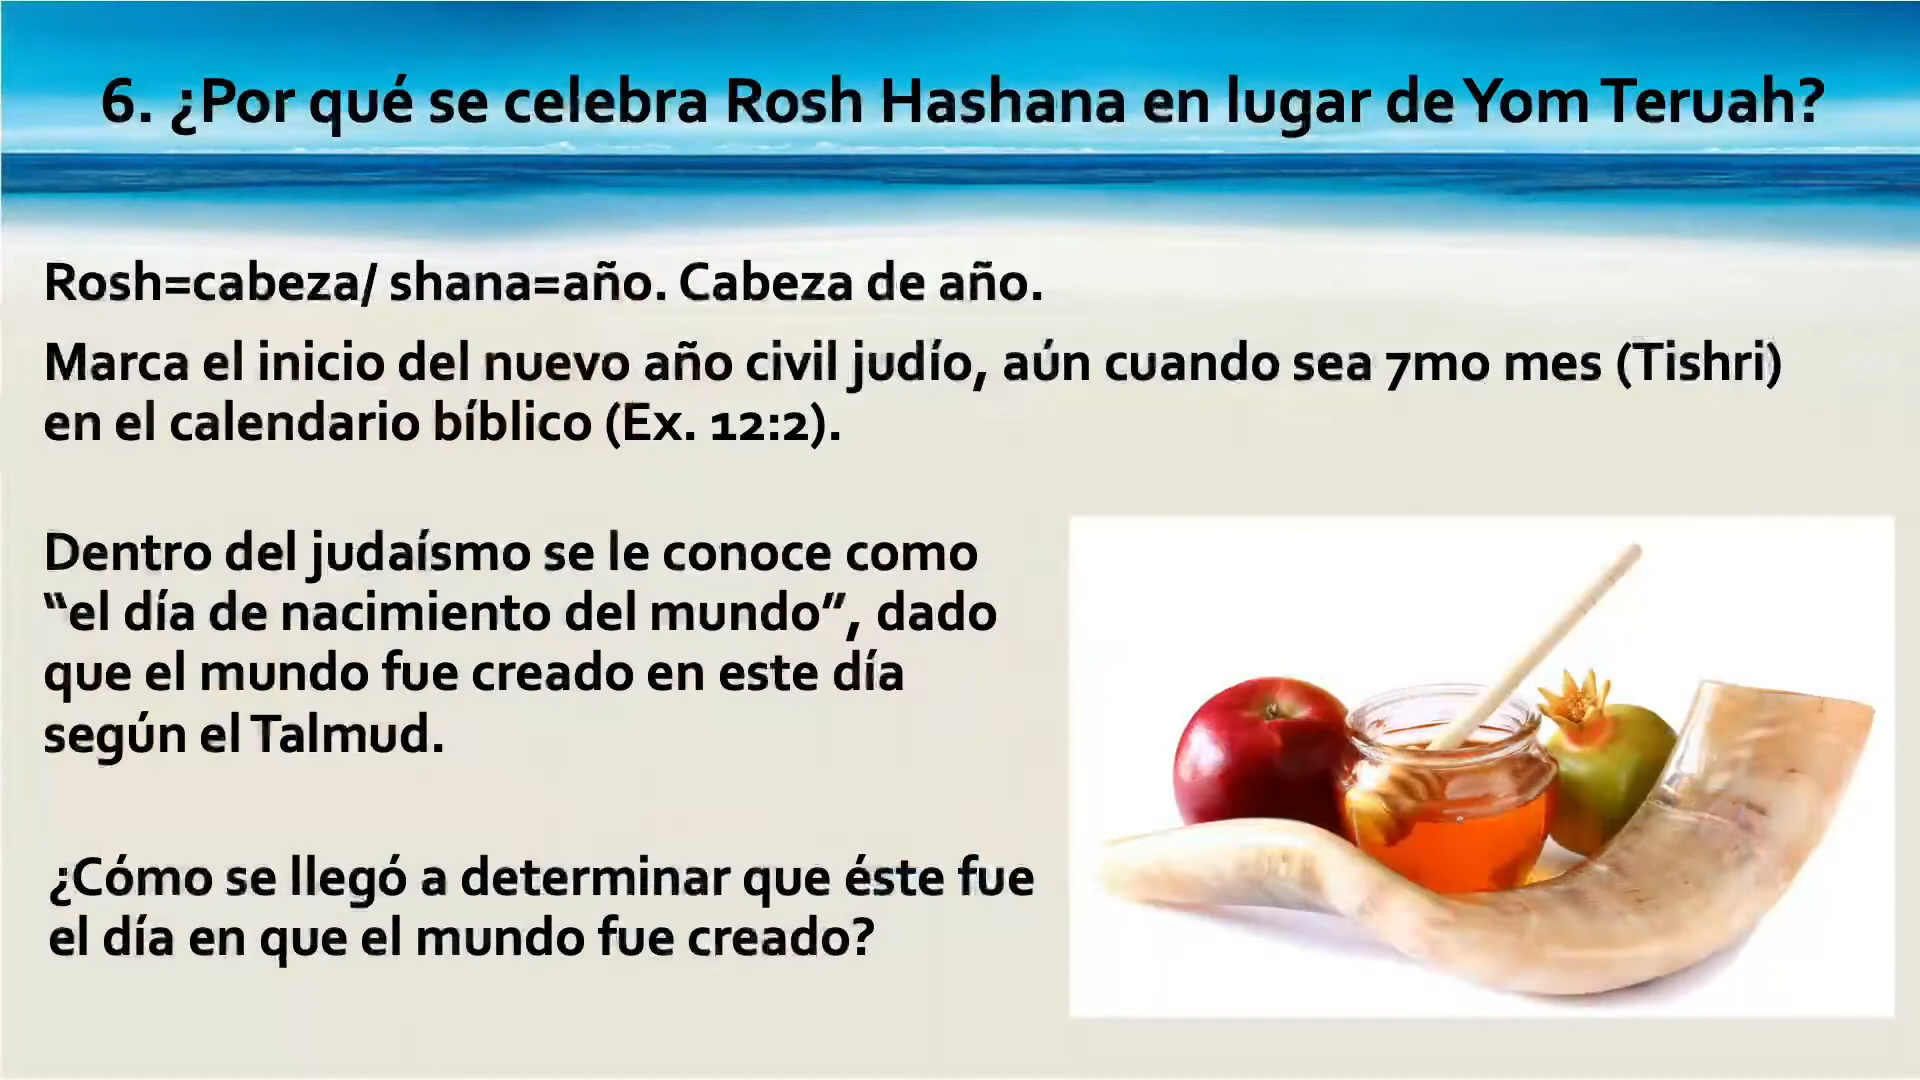 6. ¿Por qué se celebra Rosh Hashana en lugar de Yom Teruah?
Rosh=cabeza/ shana=año. Cabeza de año.
Marca el inicio del nuevo año civil judío, aún cuando sea 7mo mes (Tishri)
en el calendario bíblico (Ex. 12:2).
Dentro del judaísmo se le conoce como
“el día de nacimiento del mundo”, dado
que el mundo fue creado en este día
según el Talmud.
¿Cómo se llegó a determinar que éste fue
el día en que el mundo fue creado?